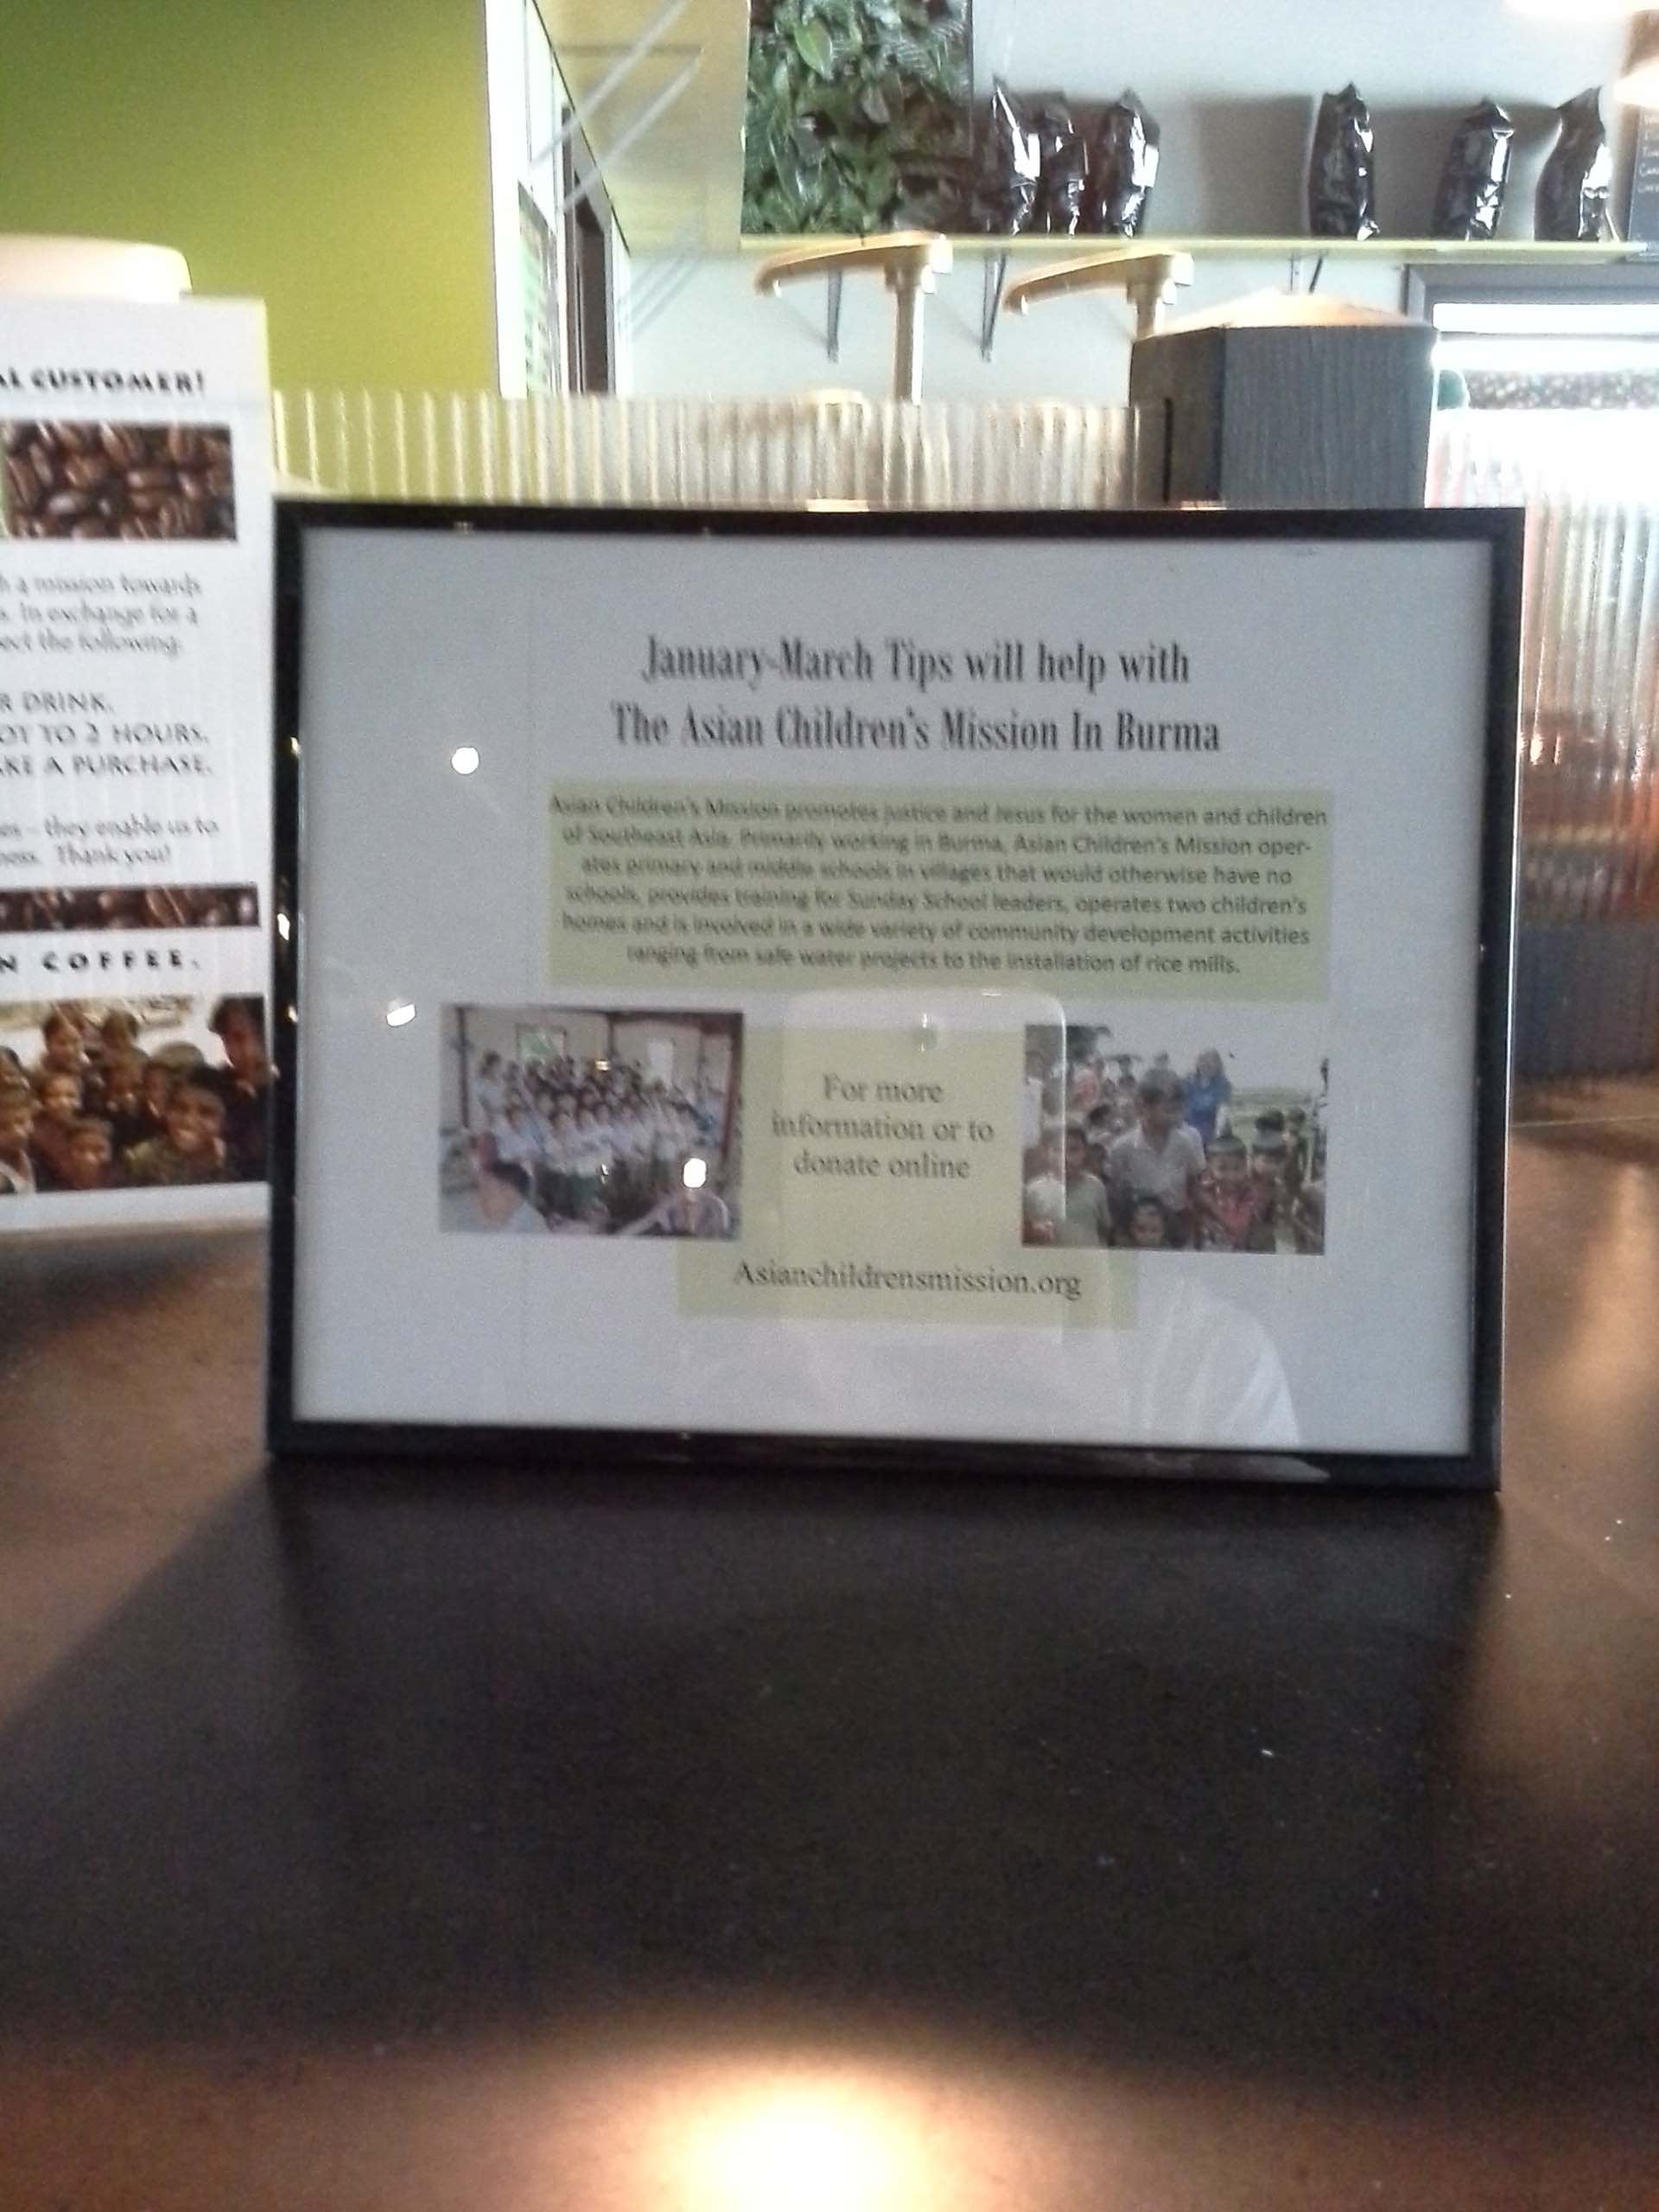 AL CUSTOMER!
a mission towards
In exchange for a
ect the following.
R DRINK.
OT TO 2 HOURS.
KE A PURCHASE.
es – they enable us to
ness. Thank you!
N COFFEE.
January-March Tips will help with
The Asian Children's Mission In Burma
Asian Children's Mission promotes justice and Jesus for the women and children
of Southeast Asia. Primarily working in Burma, Asian Children's Mission oper-
ates primary and middle schools in villages that would otherwise have no
schools, provides training for Sunday School leaders, operates two children's
homes and is involved in a wide variety of community development activities
ranging from safe water projects to the installation of rice mills.
For more
information or to
donate online
Asianchildrensmission.org